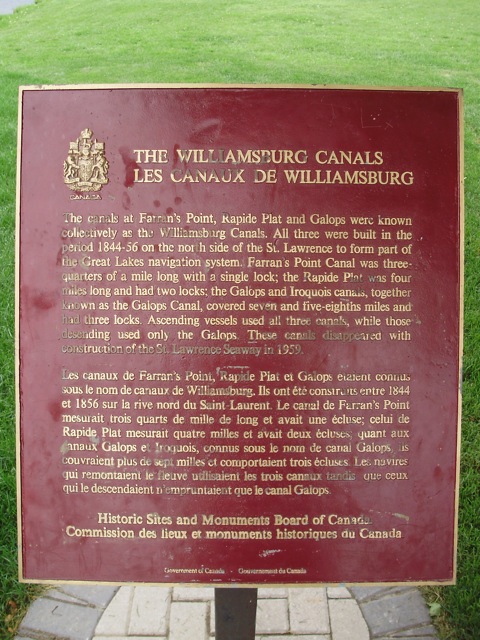 CANADA
THE WILLIAMSBURG CANALS
LES CANAUX DE WILLIAMSBURG
The canals at Farran's Point, Rapide Plat and Galops were known
collectively as the Williamsburg Canals. All three were built in the
period 1844-56 on the north side of the St. Lawrence to form part of
the Great Lakes navigation system. Farran's Point Canal was three-
quarters of a mile long with a single lock; the Rapide Plat was four
miles long and had two locks; the Galops and Iroquois canals, together
known as the Galops Canal, covered seven and five-eighths miles and
had three locks. Ascending vessels used all three canals, while those
descending used only the Galops. These canals disappeared with
construction of the St. Lawrence Seaway in 1959.
Les canaux de Farran's Point, Rapide Plat et Galops étaient connus
sous le nom de canaux de Williamsburg. Ils ont été construits entre 1844
et 1856 sur la rive nord du Saint-Laurent. Le canal de Farran's Point
mesurait trois quarts de mille de long et avait une écluse; celui de
Rapide Plat mesurait quatre milles et avait deux écluses; quant aux
canaux Galops et Iroquois, connus sous le nom de canal Galops, ils
couvraient plus de sept milles et comportaient trois écluses. Les navires
qui remontaient le fleuve utilisaient les trois canaux tandis que ceux
qui le descendaient n'empruntaient que le canal Galops.
Historic Sites and Monuments Board of Canada.
Commission des lieux et monuments historiques du Canada
Government of Canada - Gouvernement du Canada